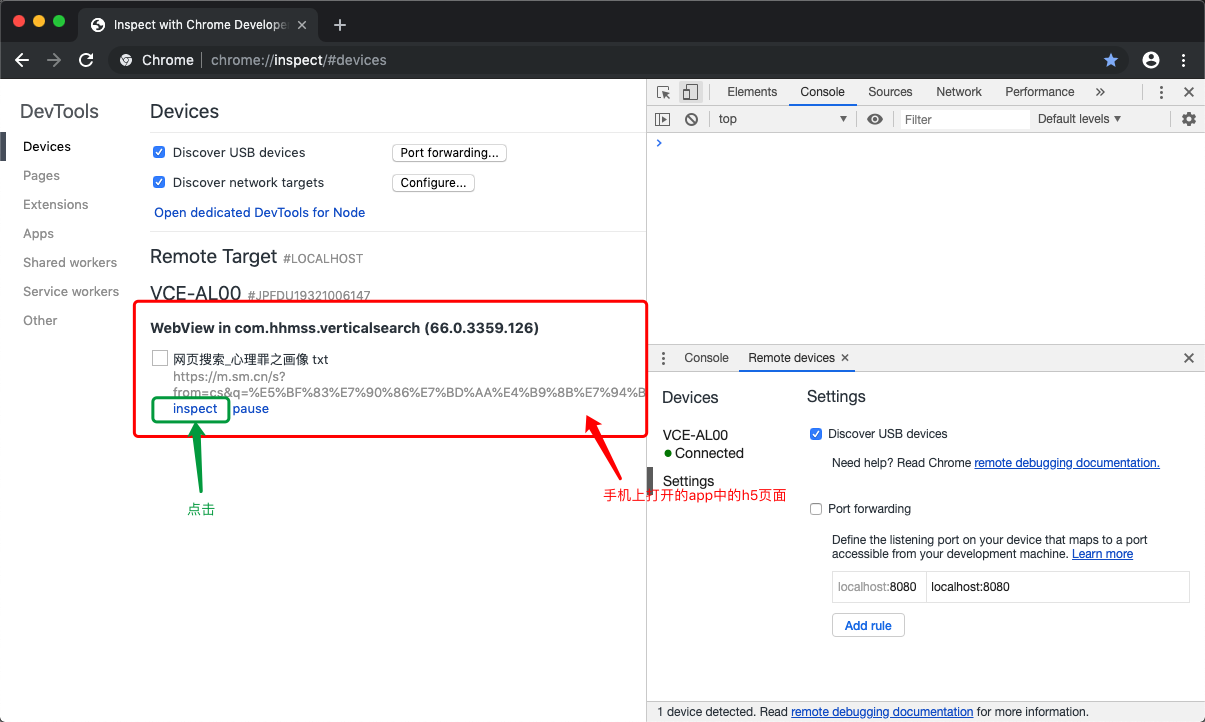 Inspect with Chrome Develope
Chrome
chrome://inspect/#devices
DevTools
Devices
Pages
Extensions
Apps
Shared workers
Service workers
Other
Devices
Discover USB devices
Port forwarding...
Discover network targets
Configure...
Open dedicated DevTools for Node
Remote Target #LOCALHOST
VCE-AL00 #JPFDU19321006147
WebView in com.hhmss.verticalsearch (66.0.3359.126)
网页搜索_心理罪之画像 txt
https://m.sm.cn/s?
from=cs&q=%E5%BF%83%E7%90%86%E7%BD%AA%E4%B9%8B%E7%94%B
inspect pause
点击
手机上打开的app中的h5页面
Elements Console Sources Network Performance »
top
Filter
Default levels
Console Remote devices
Devices
VCE-AL00
Connected
Settings
Settings
Discover USB devices
Need help? Read Chrome remote debugging documentation.
Port forwarding
Define the listening port on your device that maps to a port
accessible from your development machine. Learn more
localhost:8080 localhost:8080
Add rule
1 device detected. Read remote debugging documentation for more information.